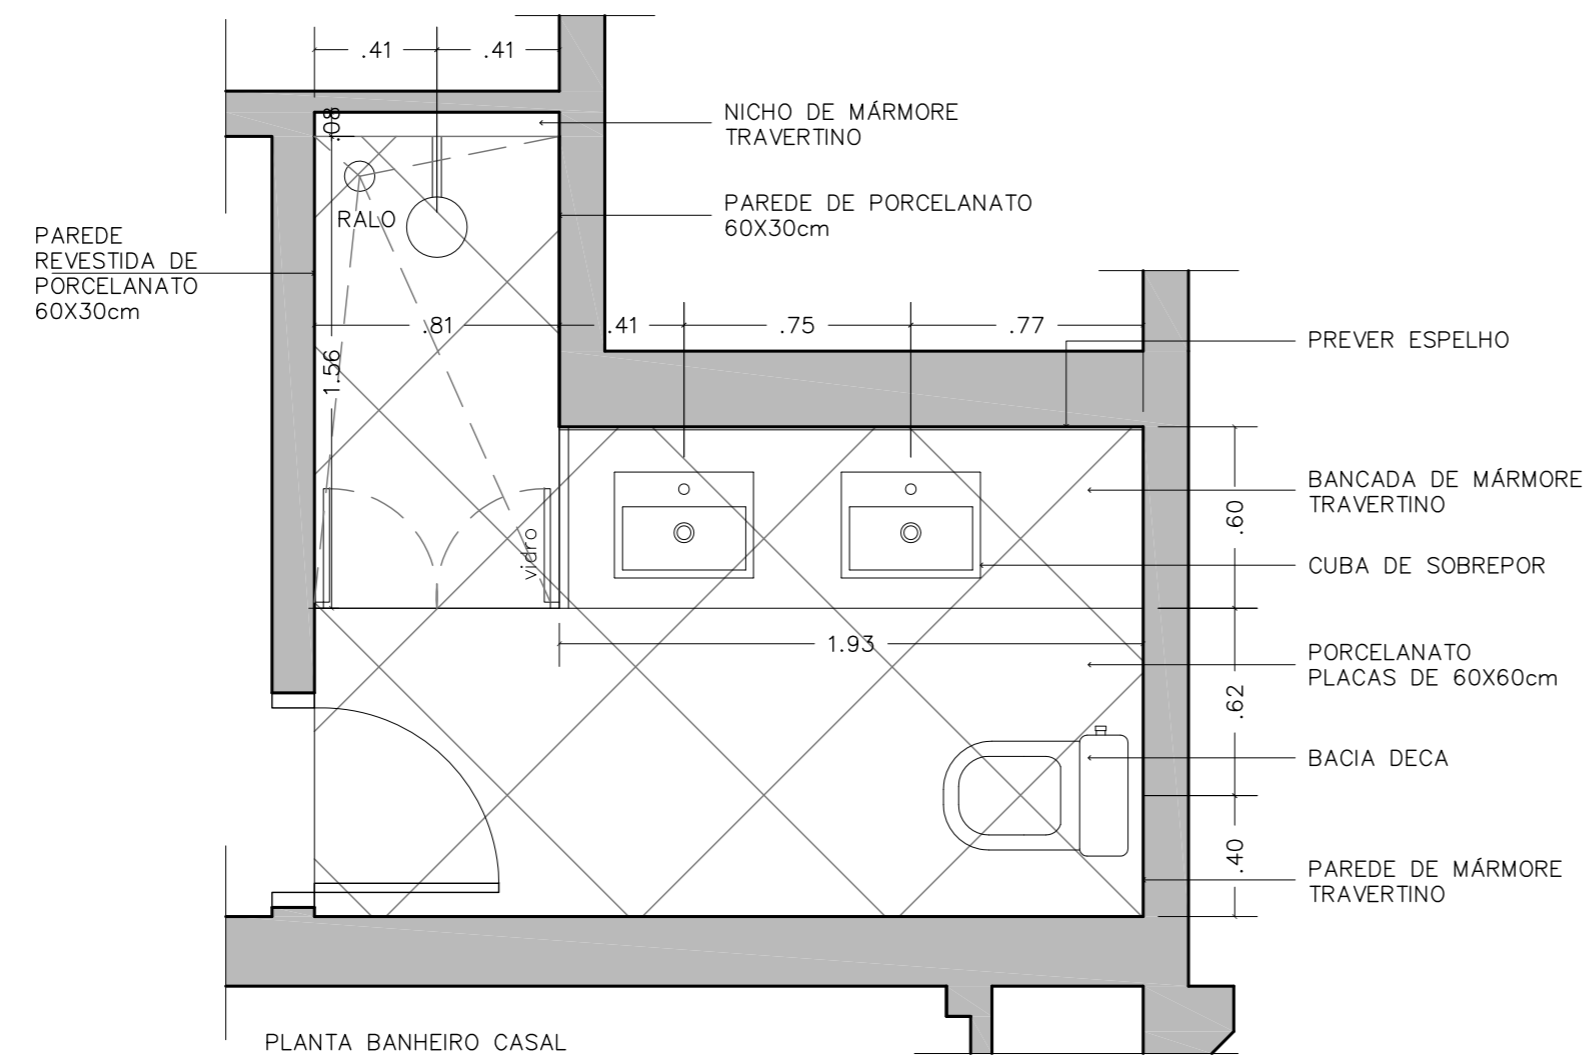 .41
.41
.08
NICHO DE MÁRMORE
TRAVERTINO
PAREDE DE PORCELANATO
60X30cm
RALO
PAREDE
REVESTIDA DE
PORCELANATO
60X30cm
.81
.41
.75
.77
PREVER ESPELHO
1.56
BANCADA DE MÁRMORE
TRAVERTINO
.60
vidro
CUBA DE SOBREPOR
1.93
PORCELANATO
PLACAS DE 60X60cm
.62
BACIA DECA
.40
PAREDE DE MÁRMORE
TRAVERTINO
PLANTA BANHEIRO CASAL